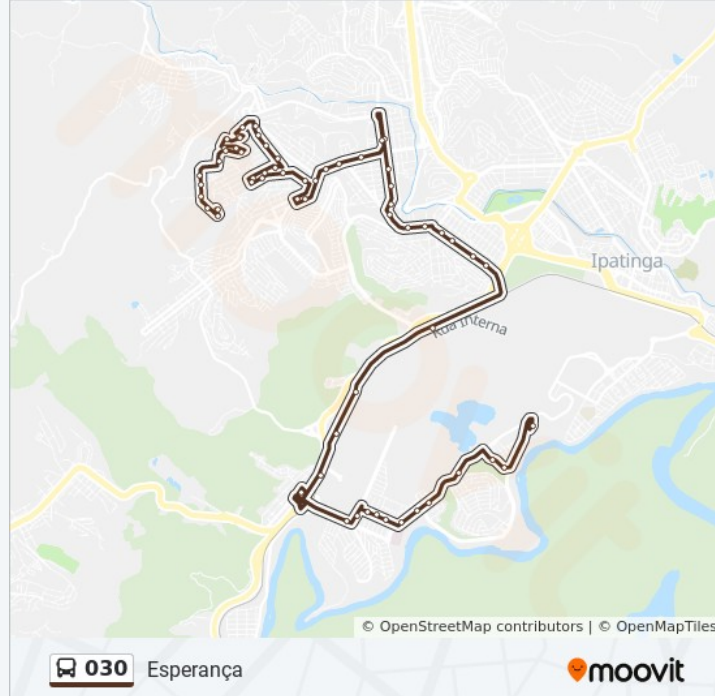 Ipatinga
Rua Interna
© OpenStreetMap contributors | © OpenMapTiles
030 Esperança
moovit